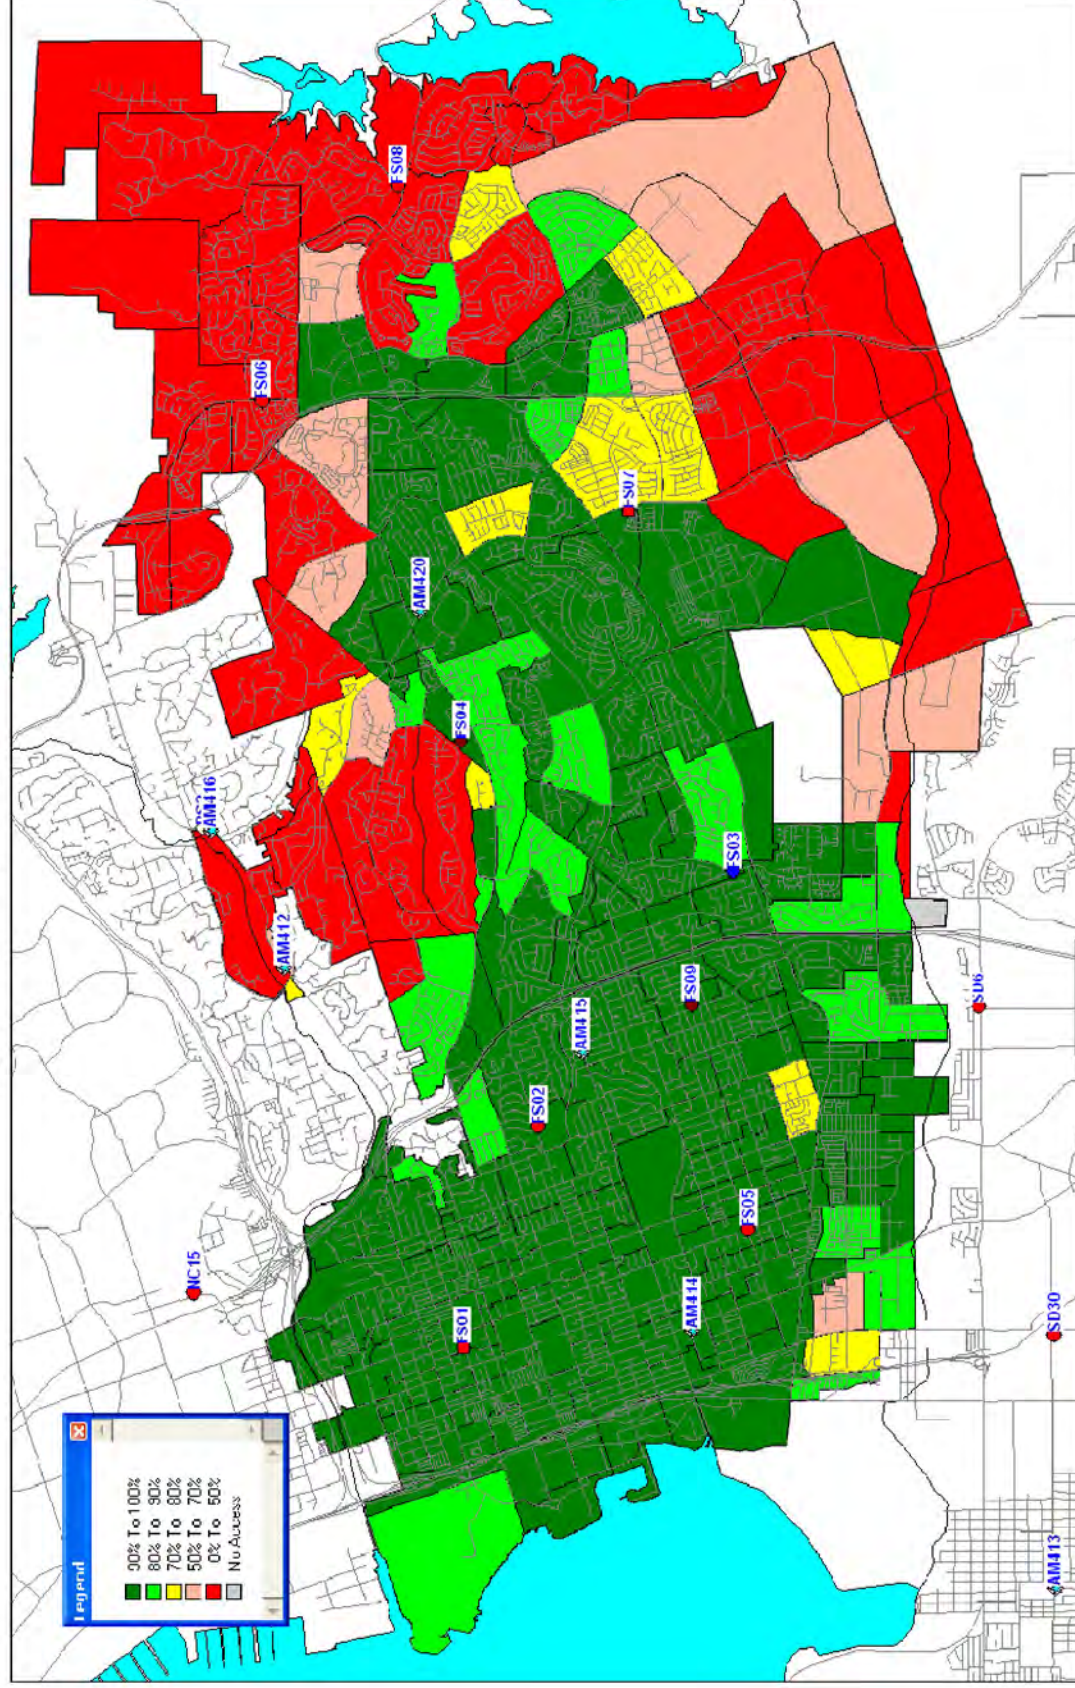 Legend
90% To 100%
80% To 90%
70% To 80%
50% To 70%
0% To 50%
No Access
NC15
FS01
AM414
FS05
FS02
AM415
FS09
SD6
SD30
AM413
AM412
AM416
FS04
FS03
AM420
FS07
FS06
FS08